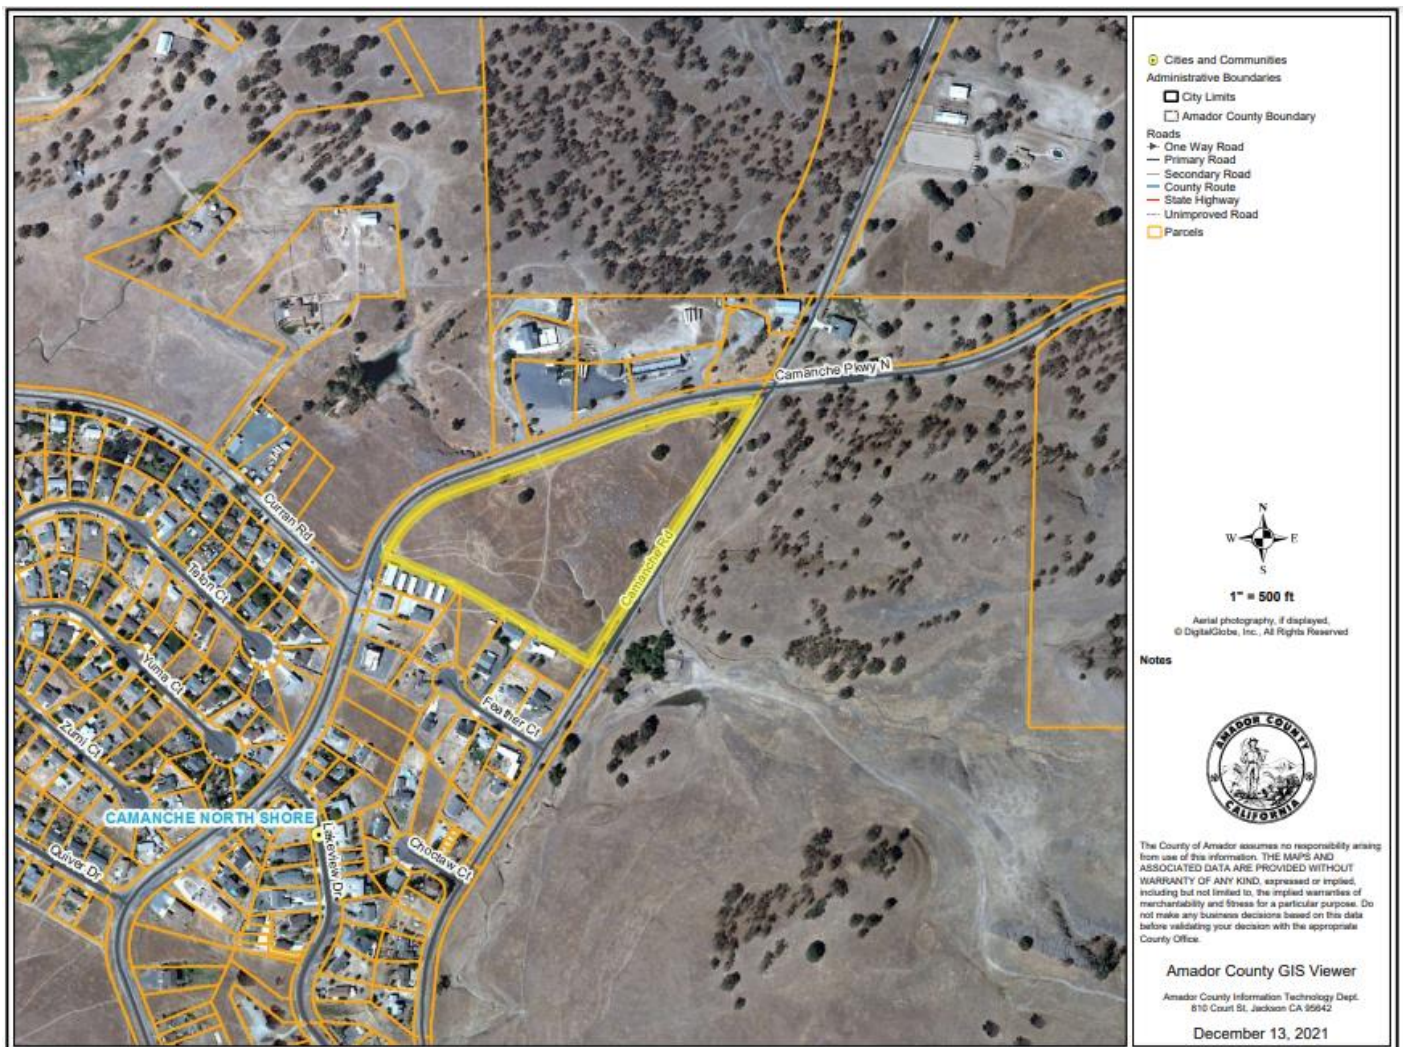 Cities and Communities
Administrative Boundaries
City Limits
Amador County Boundary
Roads
One Way Road
Primary Road
Secondary Road
County Route
State Highway
Unimproved Road
Parcels
Camanche Pkwy N
Curran Rd
Camanche Rd
Teton Ct
Yuma Ct
Zumi Ct
Feather Ct
CAMANCHE NORTH SHORE
Quiver Dr
Lakeview Dr
Choctaw Ct
N
W E
S
1" = 500 ft
Aerial photography, if displayed,
© DigitalGlobe, Inc., All Rights Reserved
Notes
AMADOR COUNTY
CALIFORNIA
The County of Amador assumes no responsibility arising
from use of this information. THE MAPS AND
ASSOCIATED DATA ARE PROVIDED WITHOUT
WARRANTY OF ANY KIND, expressed or implied,
including but not limited to, the implied warranties of
merchantability and fitness for a particular purpose. Do
not make any business decisions based on this data
before validating your decision with the appropriate
County Office.
Amador County GIS Viewer
Amador County Information Technology Dept.
810 Court St, Jackson CA 95642
December 13, 2021